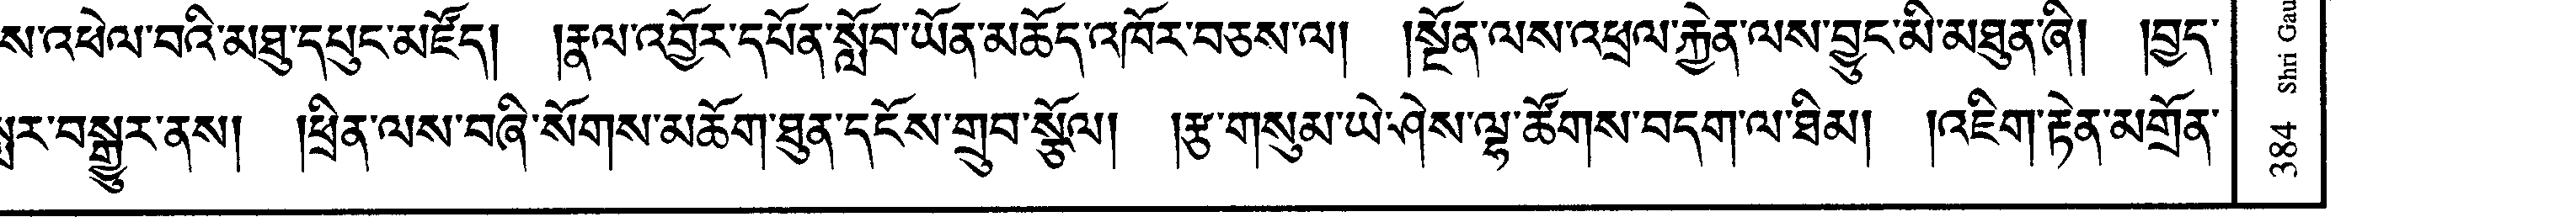 ས་འཕེལ་བའི་མཐུ་དཔུང་མཛོད། །རྣལ་འབྱོར་དཔོན་སློབ་ཡོན་མཆོད་འཁོར་བཅས་ལ། །སྔོན་ལས་འཕྲལ་རྐྱེན་ལས་བྱུང་མི་མཐུན་ཞི། །བྱད་
བསྒྱུར་ནས། །ཕྲིན་ལས་བཞི་སོགས་མཆོག་ཐུན་དངོས་གྲུབ་སྩོལ། །རྩ་གསུམ་ཡེ་ཤེས་ལྷ་ཚོགས་བདག་ལ་ཐིམ། །འཇིག་རྟེན་མགྲོན་
384 Shri Gau